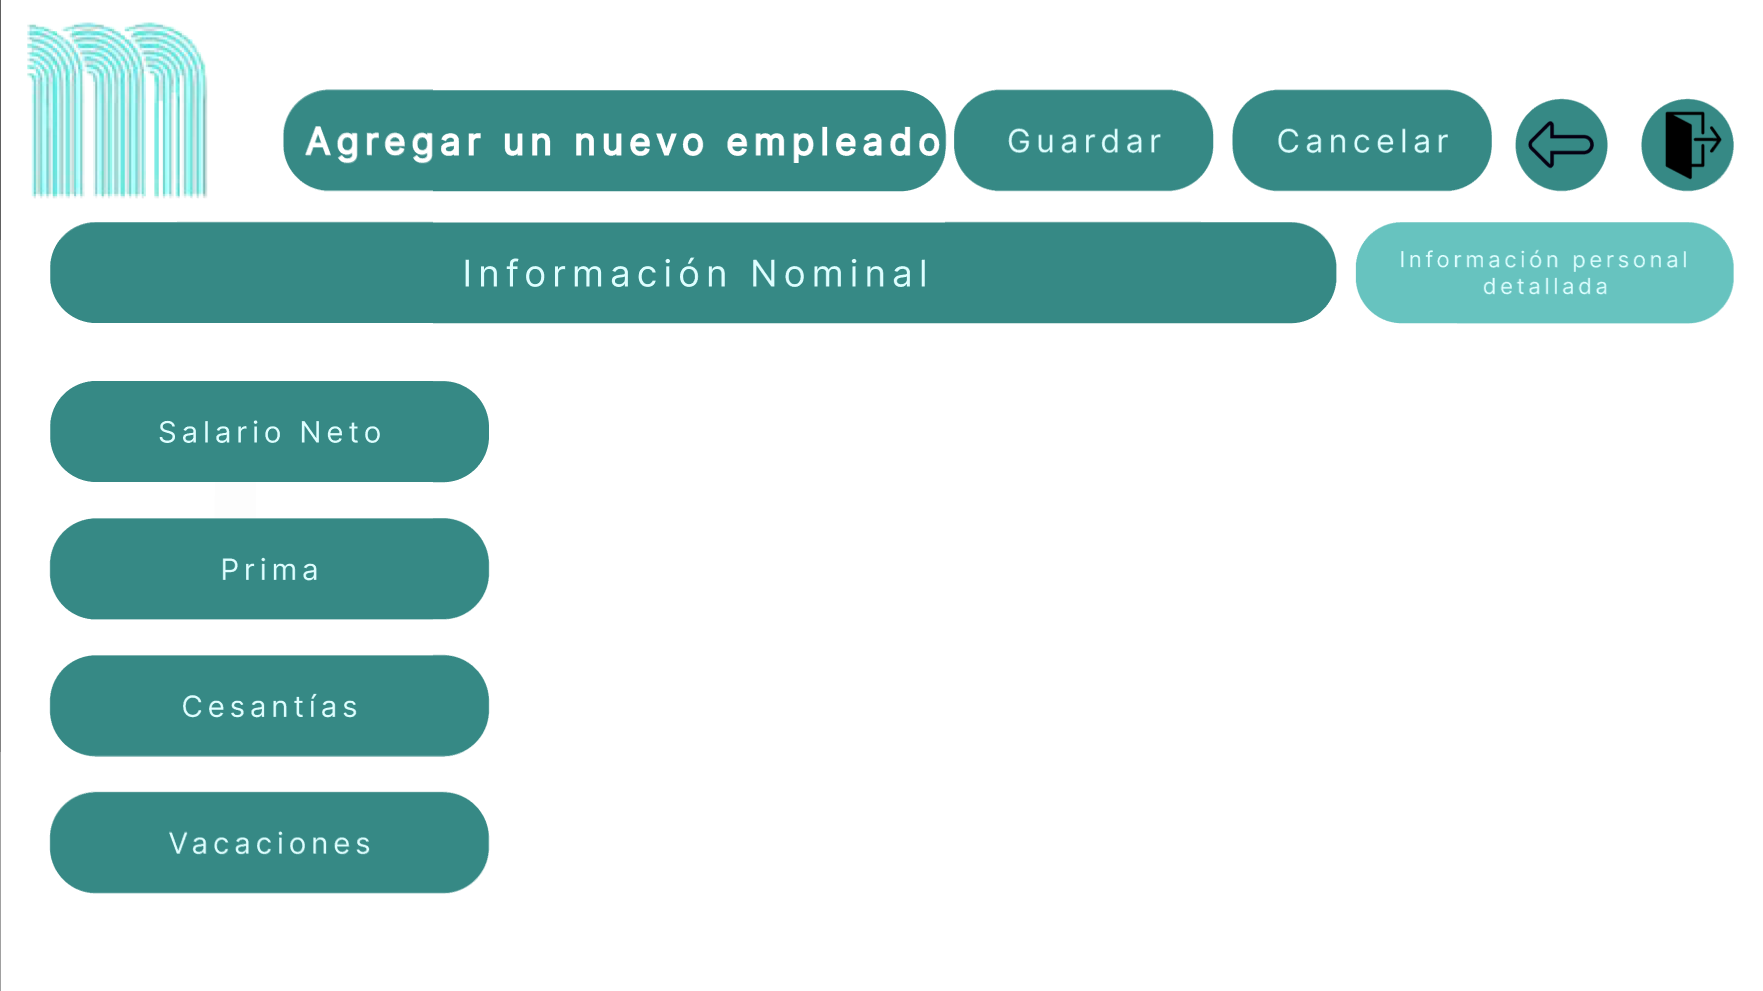 Agregar un nuevo empleado
Guardar
Cancelar
Información Nominal
Información personal
detallada
Salario Neto
Prima
Cesantías
Vacaciones